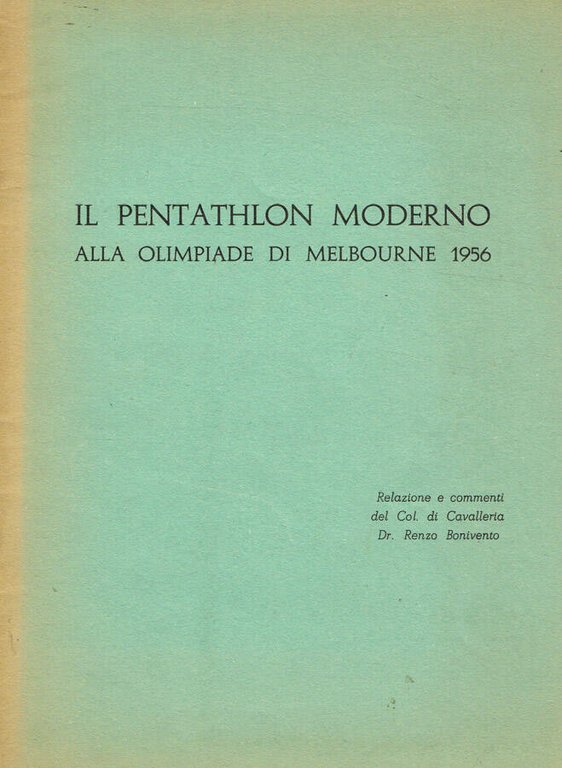 IL PENTATHLON MODERNO
ALLA OLIMPIADE DI MELBOURNE 1956
Relazione e commenti
del Col. di Cavalleria
Dr. Renzo Bonivento